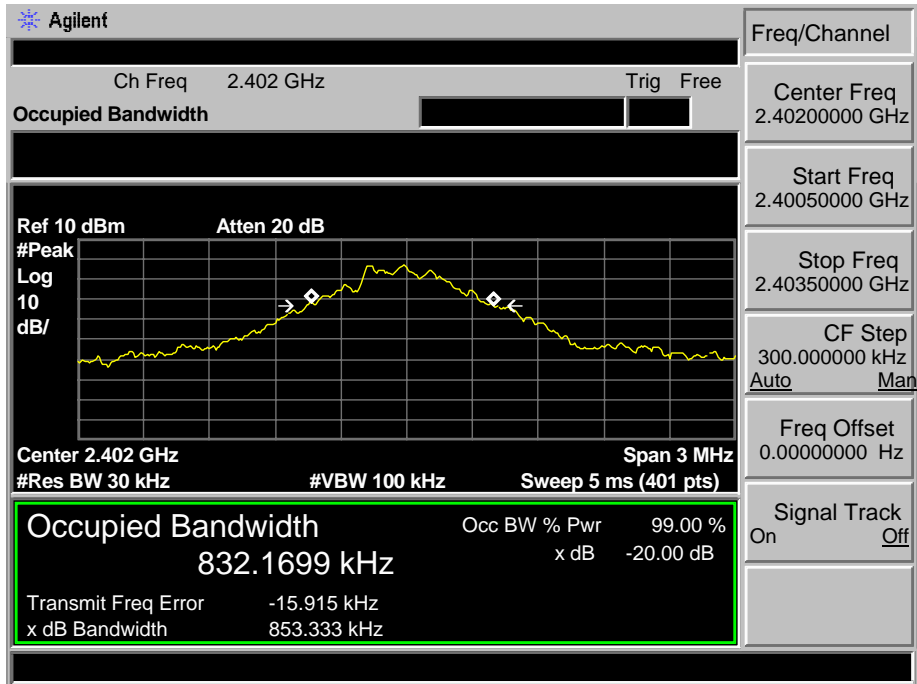 Agilent
Freq/Channel
Ch Freq 2.402 GHz Trig Free
Occupied Bandwidth
Center Freq
2.40200000 GHz
Start Freq
2.40050000 GHz
Stop Freq
2.40350000 GHz
CF Step
300.000000 kHz
Auto Man
Freq Offset
0.00000000 Hz
Signal Track
On Off
Ref 10 dBm Atten 20 dB
#Peak
Log
10
dB/
Center 2.402 GHz Span 3 MHz
#Res BW 30 kHz #VBW 100 kHz Sweep 5 ms (401 pts)
Occupied Bandwidth
832.1699 kHz
Occ BW % Pwr 99.00 %
x dB -20.00 dB
Transmit Freq Error -15.915 kHz
x dB Bandwidth 853.333 kHz